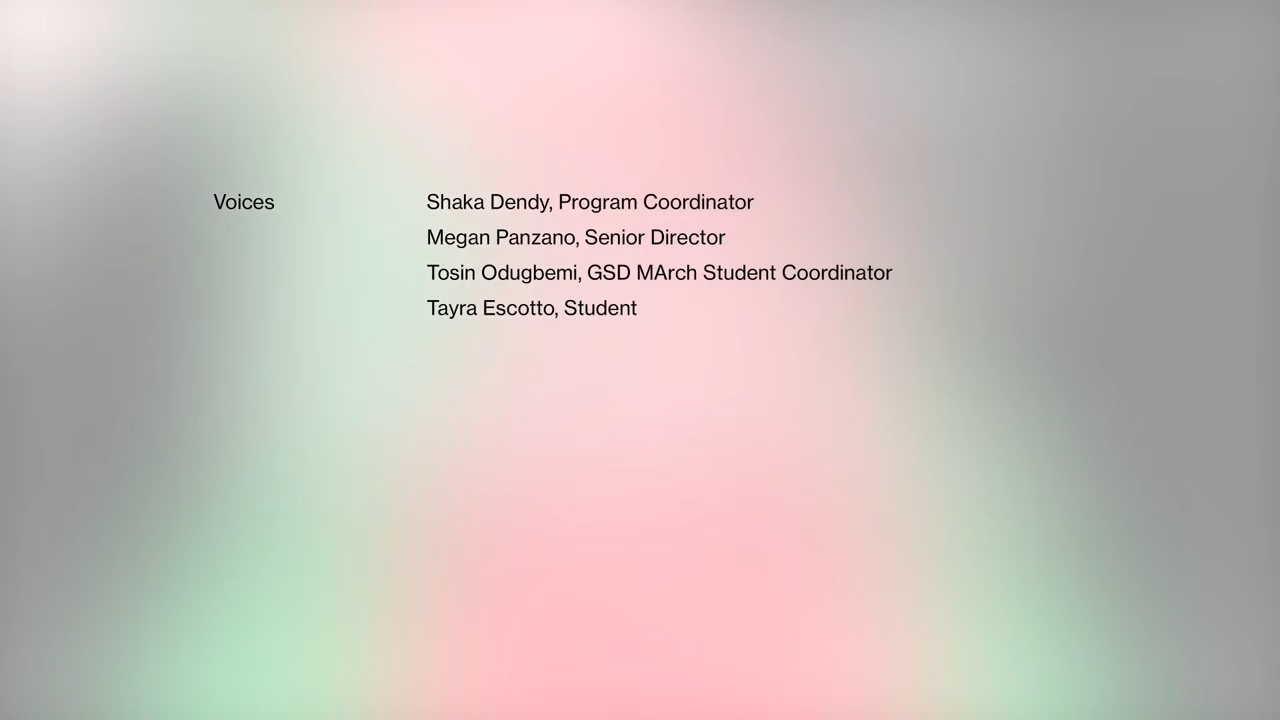 Voices Shaka Dendy, Program Coordinator
Megan Panzano, Senior Director
Tosin Odugbemi, GSD MArch Student Coordinator
Tayra Escotto, Student